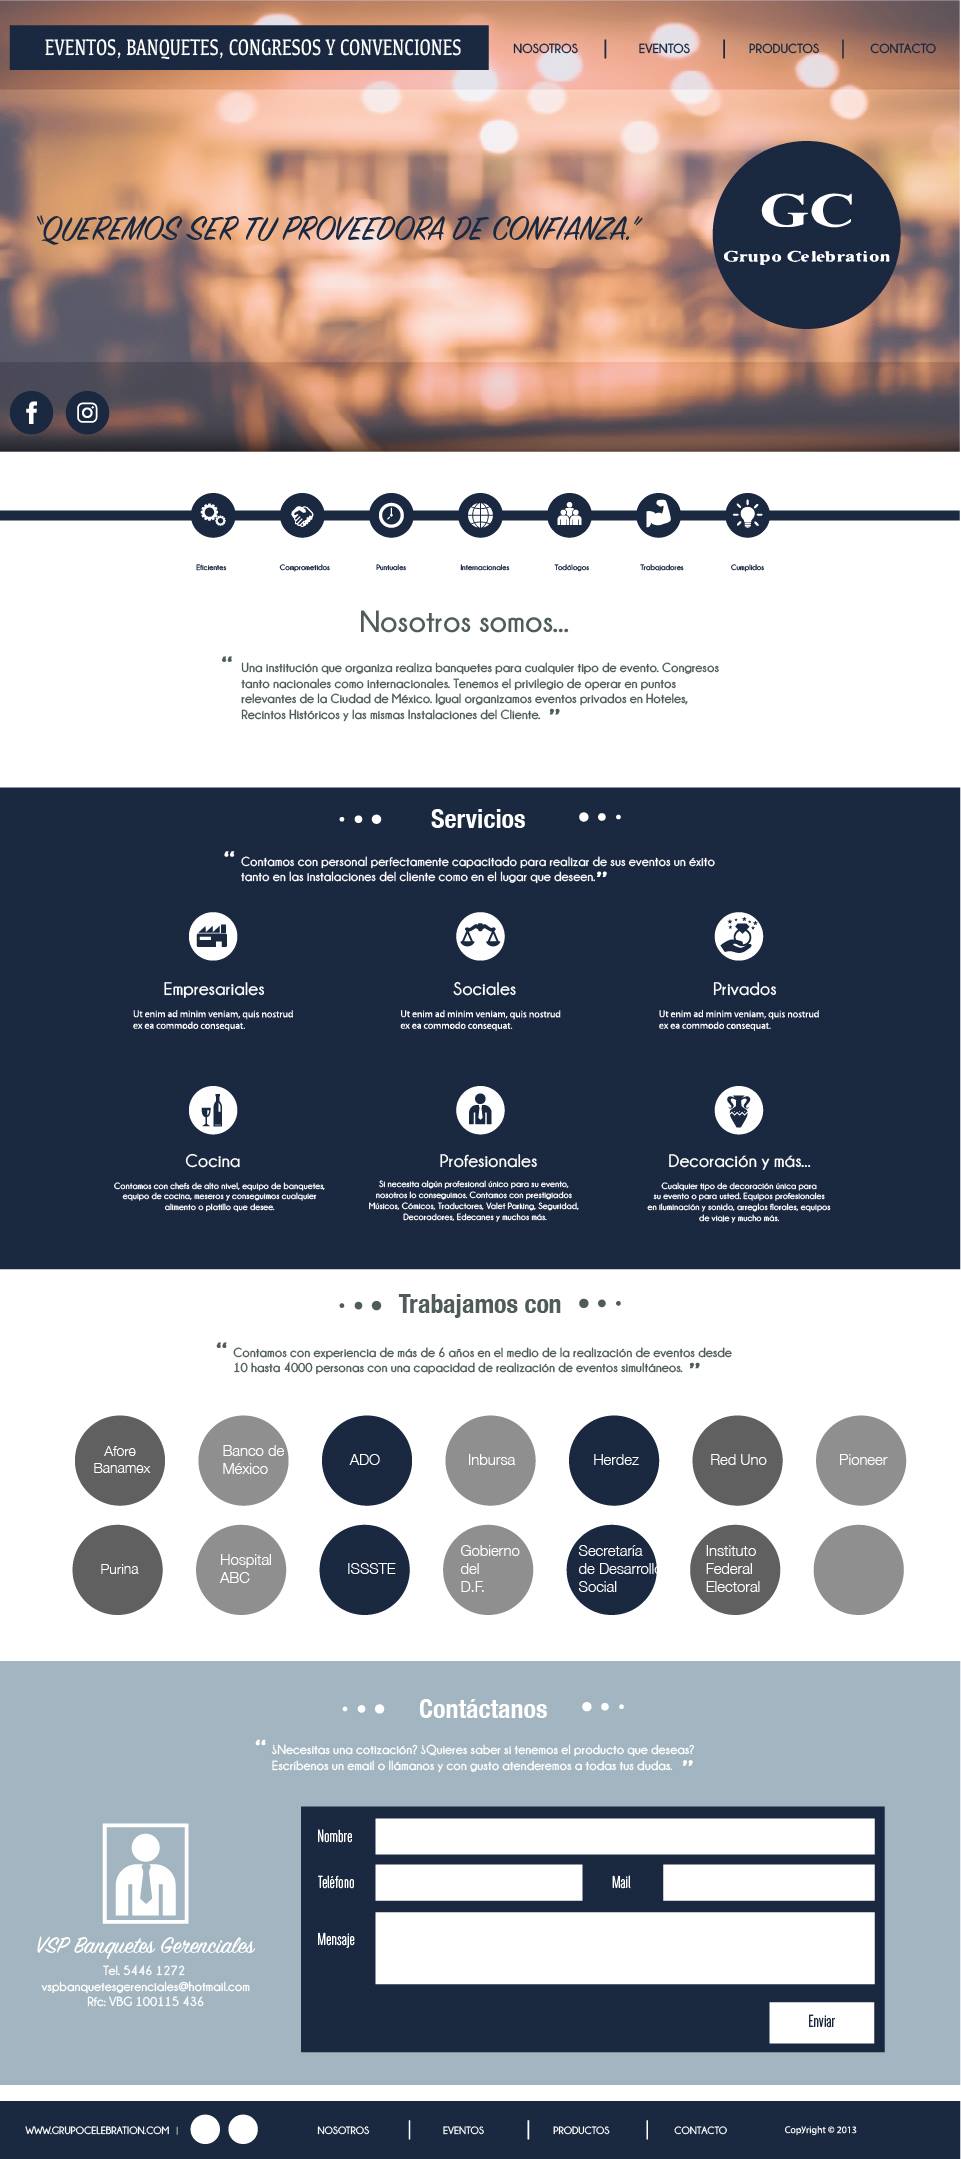 EVENTOS, BANQUETES, CONGRESOS Y CONVENCIONES
NOSOTROS | EVENTOS | PRODUCTOS | CONTACTO
"QUEREMOS SER TU PROVEEDORA DE CONFIANZA."
GC
Grupo Celebration
Eficientes
Comprometidos
Puntuales
Internacionales
Todólogos
Trabajadores
Cumplidos
Nosotros somos...
“ Una institución que organiza realiza banquetes para cualquier tipo de evento. Congresos
tanto nacionales como internacionales. Tenemos el privilegio de operar en puntos
relevantes de la Ciudad de México. Igual organizamos eventos privados en Hoteles,
Recintos Históricos y las mismas Instalaciones del Cliente. ”
Servicios
“ Contamos con personal perfectamente capacitado para realizar de sus eventos un éxito
tanto en las instalaciones del cliente como en el lugar que deseen. ”
Empresariales
Ut enim ad minim veniam, quis nostrud
ex ea commodo consequat.
Sociales
Ut enim ad minim veniam, quis nostrud
ex ea commodo consequat.
Privados
Ut enim ad minim veniam, quis nostrud
ex ea commodo consequat.
Cocina
Contamos con chefs de alto nivel, equipo de banquetes,
equipo de cocina, meseros y conseguimos cualquier
alimento o platillo que desee.
Profesionales
Si necesita algún profesional único para su evento,
nosotros lo conseguimos. Contamos con prestigiados
Músicos, Cómicos, Traductores, Valet Parking, Seguridad,
Decoradores, Edecanes y muchos más.
Decoración y más...
Cualquier tipo de decoración única para
su evento o para usted. Equipos profesionales
en iluminación y sonido, arreglos florales, equipos
de viaje y mucho más.
Trabajamos con
“ Contamos con experiencia de más de 6 años en el medio de la realización de eventos desde
10 hasta 4000 personas con una capacidad de realización de eventos simultáneos. ”
Afore
Banamex
Banco de
México
ADO
Inbursa
Herdez
Red Uno
Pioneer
Purina
Hospital
ABC
ISSSTE
Gobierno
del
D.F.
Secretaría
de Desarrollo
Social
Instituto
Federal
Electoral
Contáctanos
“ ¿Necesitas una cotización? ¿Quieres saber si tenemos el producto que deseas?
Escríbenos un email o llámanos y con gusto atenderemos a todas tus dudas. ”
VSP Banquetes Gerenciales
Tel. 5446 1272
vspbanquetesgerenciales@hotmail.com
Rfc: VBG 100115 436
Nombre
Teléfono
Mail
Mensaje
Enviar
WWW.GRUPOCELEBRATION.COM |
NOSOTROS | EVENTOS | PRODUCTOS | CONTACTO
CopYright © 2013